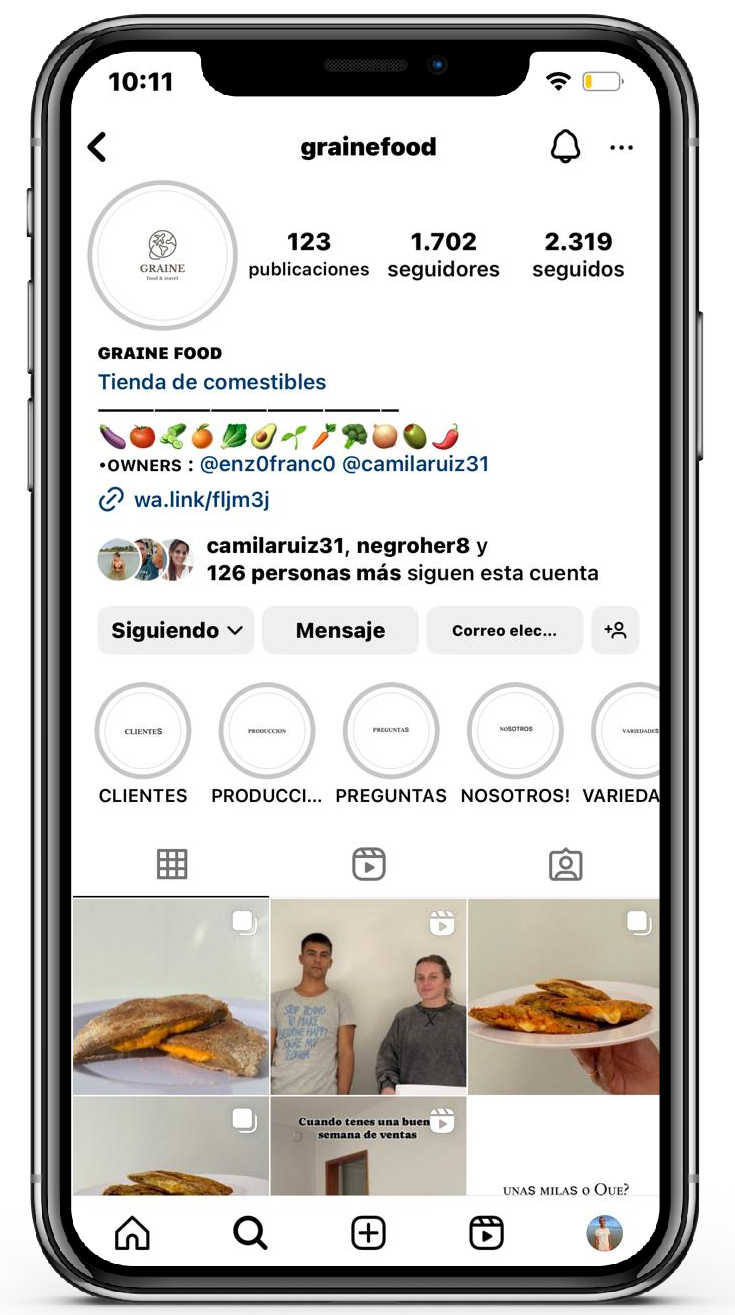 10:11
grainefood
GRAINE
food & travel
123
publicaciones
1.702
seguidores
2.319
seguidos
GRAINE FOOD
Tienda de comestibles
•OWNERS : @enz0franc0 @camilaruiz31
wa.link/fljm3j
camilaruiz31, negroher8 y
126 personas más siguen esta cuenta
Siguiendo
Mensaje
Correo elec...
CLIENTES
PRODUCCION
PREGUNTAS
NOSOTROS
VARIEDADES
CLIENTES
PRODUCCI...
PREGUNTAS
NOSOTROS!
VARIEDA
STOP TRYING
TO MAKE
EVERYONE HAPPY
YOU'RE NOT
TEQUILA
Cuando tenes una buen
semana de ventas
UNAS MILAS O QUE?